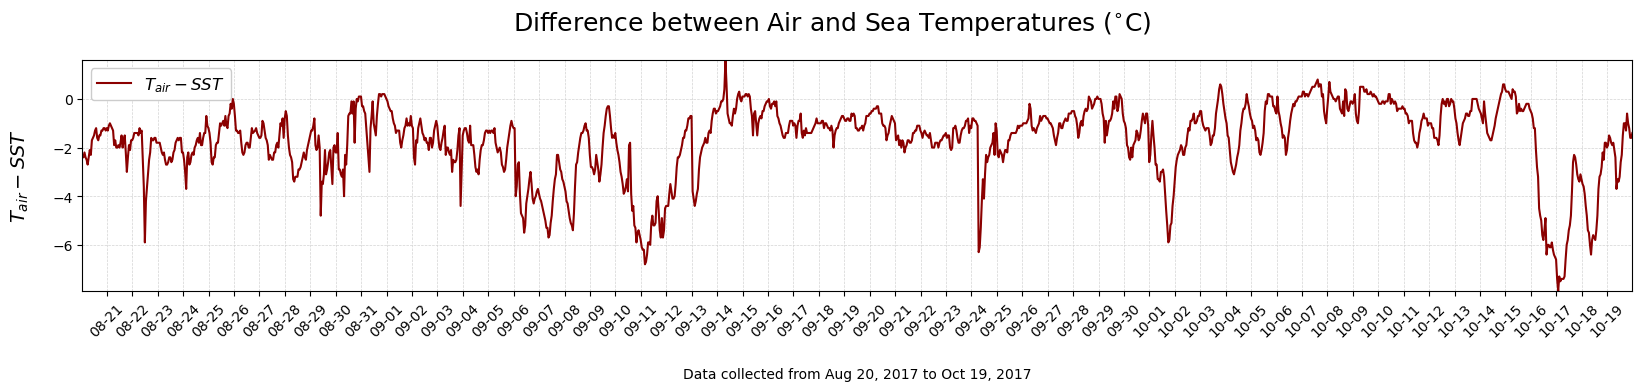 Difference between Air and Sea Temperatures (°C)
T_air − SST
T_air − SST
0
−2
−4
−6
08-21 08-22 08-23 08-24 08-25 08-26 08-27 08-28 08-29 08-30 08-31 09-01 09-02 09-03 09-04 09-05 09-06 09-07 09-08 09-09 09-10 09-11 09-12 09-13 09-14 09-15 09-16 09-17 09-18 09-19 09-20 09-21 09-22 09-23 09-24 09-25 09-26 09-27 09-28 09-29 09-30 10-01 10-02 10-03 10-04 10-05 10-06 10-07 10-08 10-09 10-10 10-11 10-12 10-13 10-14 10-15 10-16 10-17 10-18 10-19
Data collected from Aug 20, 2017 to Oct 19, 2017